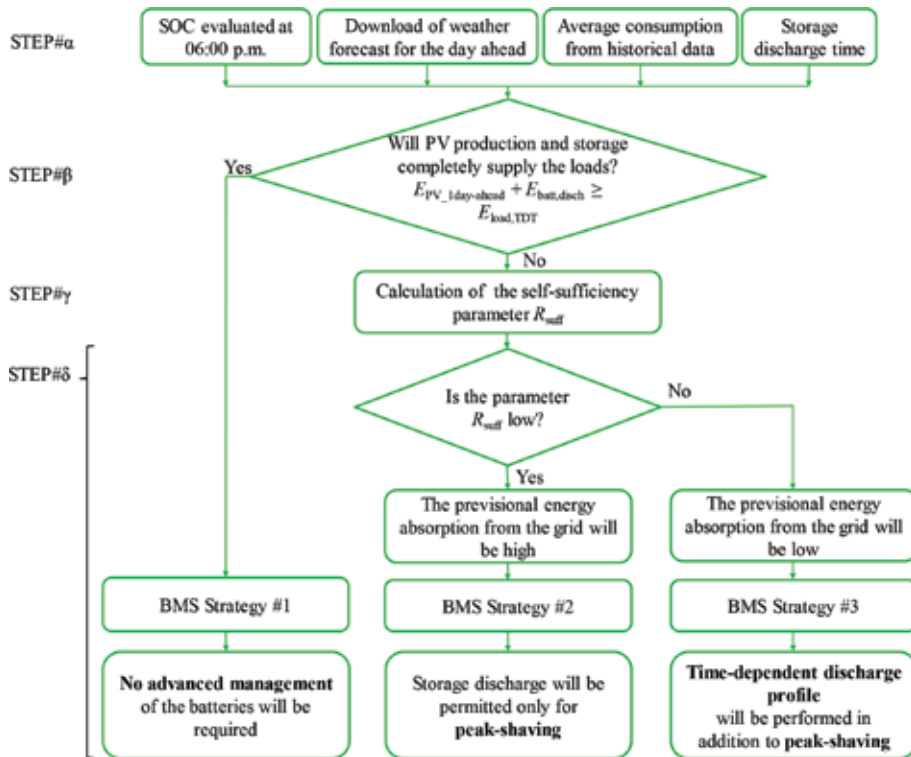 STEP#α
SOC evaluated at
06:00 p.m.
Download of weather
forecast for the day ahead
Average consumption
from historical data
Storage
discharge time
STEP#β
Yes
Will PV production and storage
completely supply the loads?
E_PV_1day-ahead + E_batt,disch ≥
E_load,TDT
No
STEP#γ
Calculation of the self-sufficiency
parameter R_suff
STEP#δ
Is the parameter
R_suff low?
No
Yes
The previsional energy
absorption from the grid will
be high
The previsional energy
absorption from the grid will
be low
BMS Strategy #1
BMS Strategy #2
BMS Strategy #3
No advanced management
of the batteries will be
required
Storage discharge will be
permitted only for
peak-shaving
Time-dependent discharge
profile
will be performed in
addition to peak-shaving